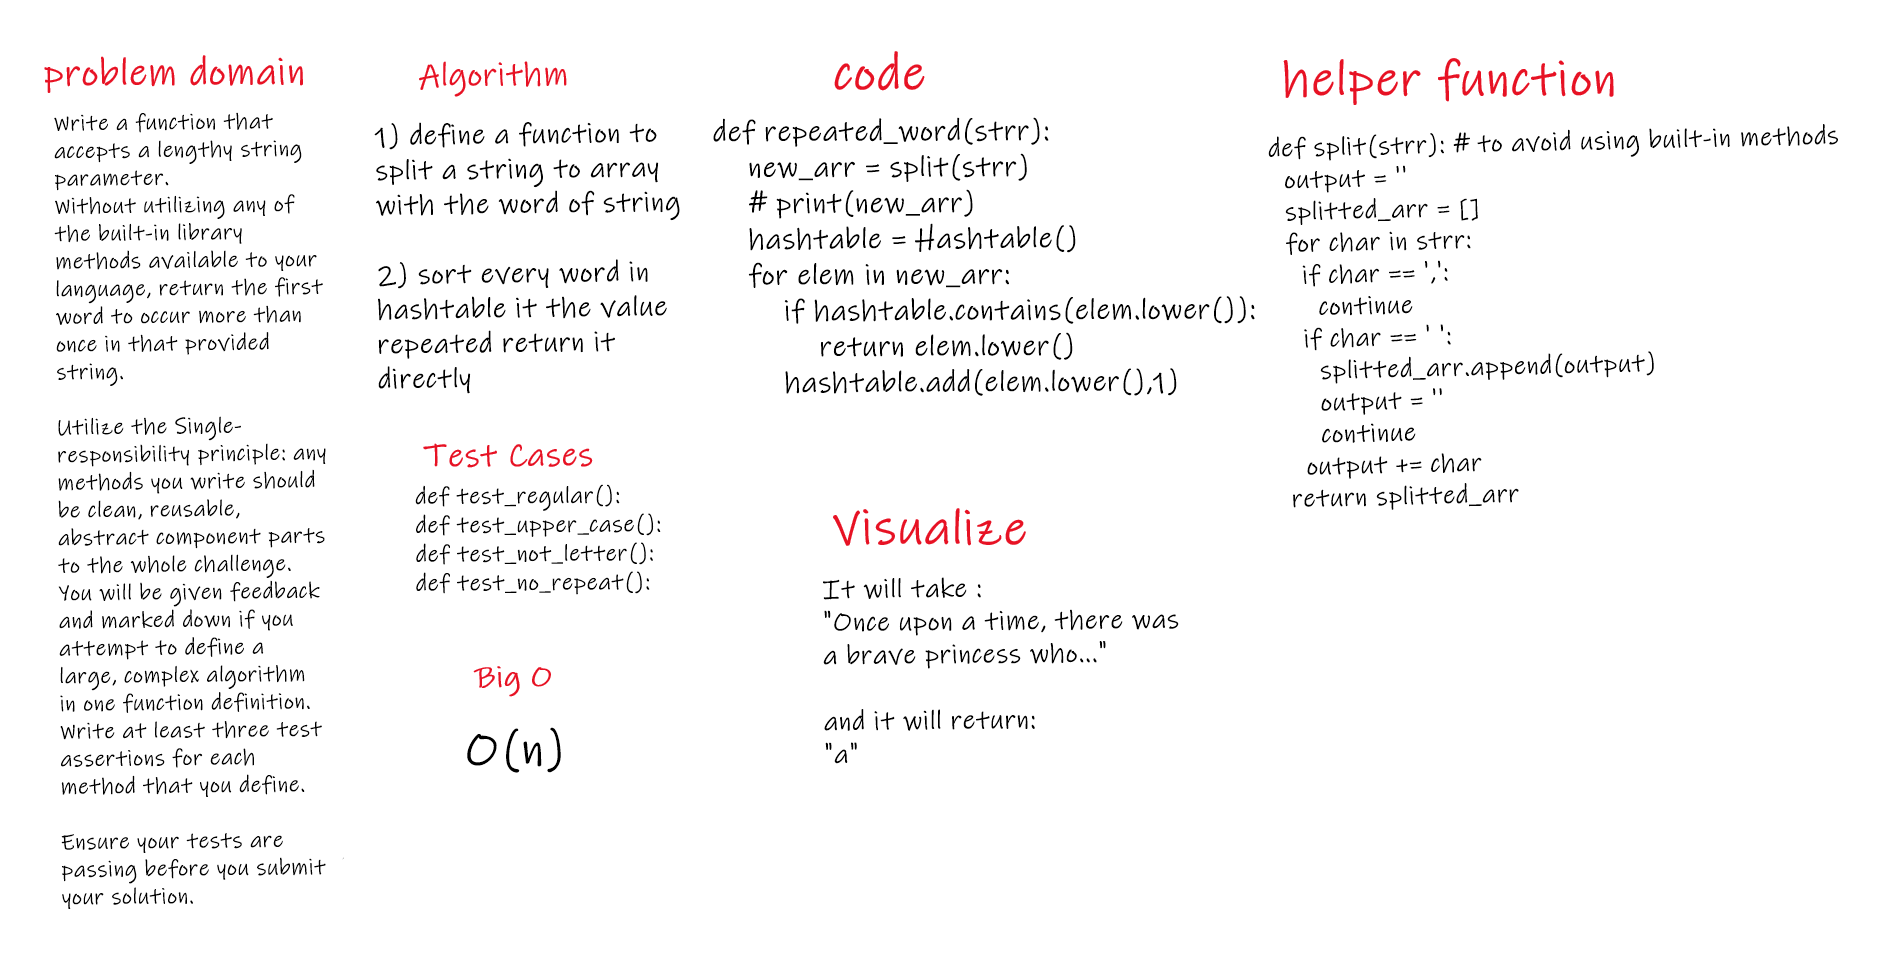 problem domain
Write a function that
accepts a lengthy string
parameter.
Without utilizing any of
the built-in library
methods available to your
language, return the first
word to occur more than
once in that provided
string.
Utilize the Single-
responsibility principle: any
methods you write should
be clean, reusable,
abstract component parts
to the whole challenge.
You will be given feedback
and marked down if you
attempt to define a
large, complex algorithm
in one function definition.
Write at least three test
assertions for each
method that you define.
Ensure your tests are
passing before you submit
your solution.
Algorithm
1) define a function to
split a string to array
with the word of string
2) sort every word in
hashtable it the value
repeated return it
directly
Test Cases
def test_regular():
def test_upper_case():
def test_not_letter():
def test_no_repeat():
Big O
O(n)
code
def repeated_word(strr):
    new_arr = split(strr)
    # print(new_arr)
    hashtable = Hashtable()
    for elem in new_arr:
        if hashtable.contains(elem.lower()):
            return elem.lower()
        hashtable.add(elem.lower(),1)
Visualize
It will take :
"Once upon a time, there was
a brave princess who..."
and it will return:
"a"
helper function
def split(strr): # to avoid using built-in methods
  output = ''
  splitted_arr = []
  for char in strr:
    if char == ',':
      continue
    if char == ' ':
      splitted_arr.append(output)
      output = ''
      continue
    output += char
  return splitted_arr